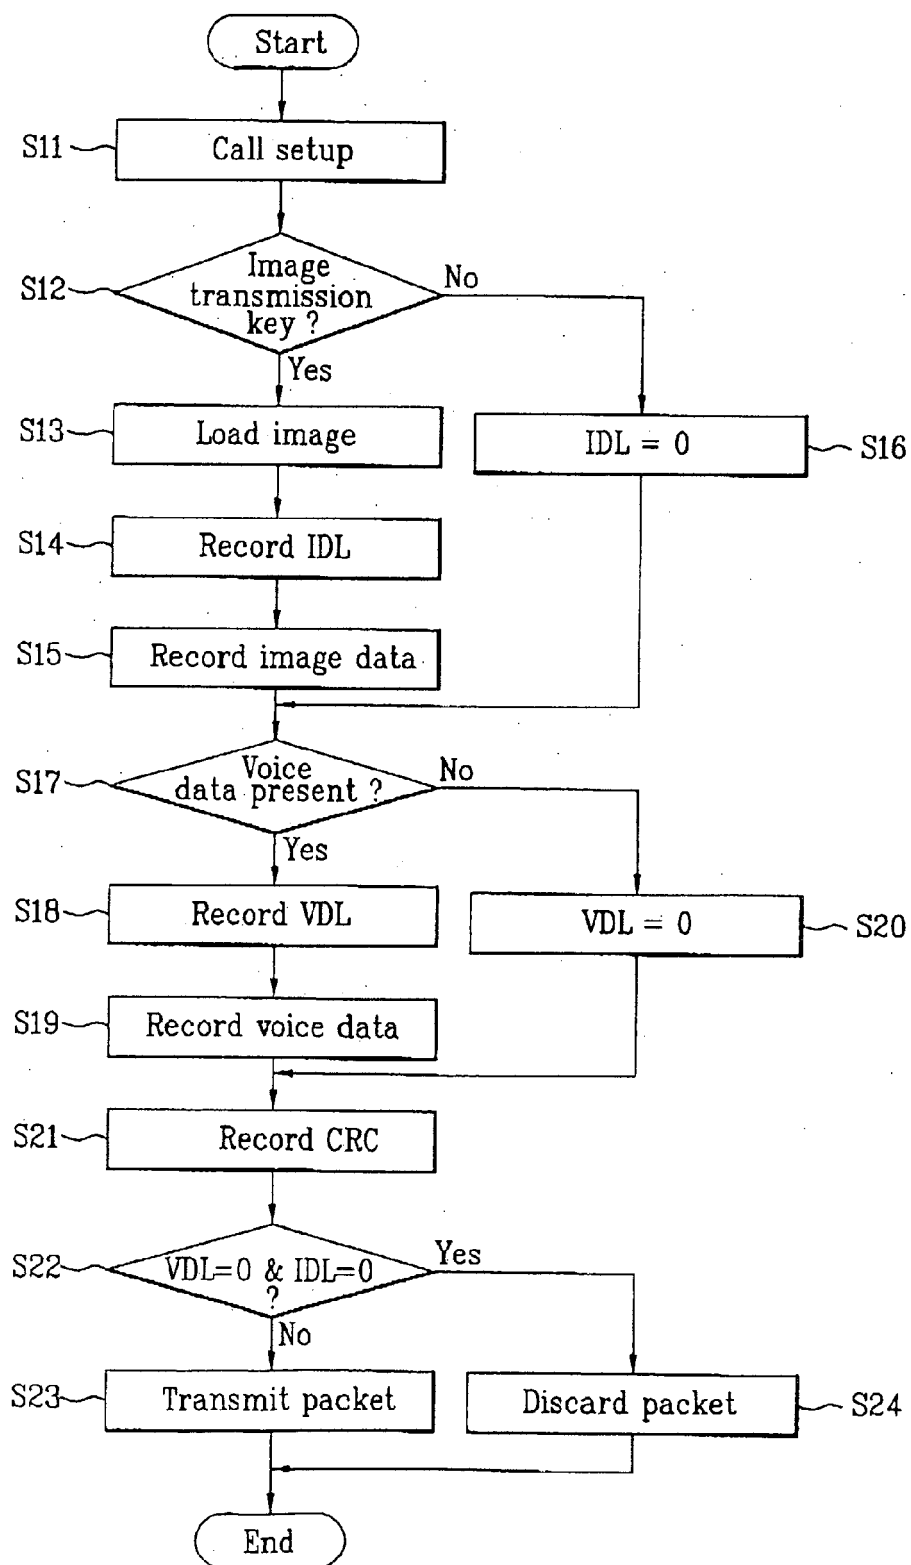 Start
S11
Call setup
S12
Image
transmission
key ?
No
Yes
S13
Load image
IDL = 0
S16
S14
Record IDL
S15
Record image data
S17
Voice
data present ?
No
Yes
S18
Record VDL
VDL = 0
S20
S19
Record voice data
S21
Record CRC
S22
VDL=0 & IDL=0
?
Yes
No
S23
Transmit packet
Discard packet
S24
End